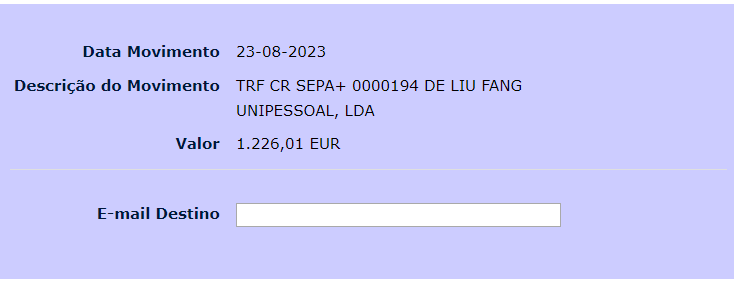 Data Movimento 23-08-2023
Descrição do Movimento TRF CR SEPA+ 0000194 DE LIU FANG
UNIPESSOAL, LDA
Valor 1.226,01 EUR
E-mail Destino